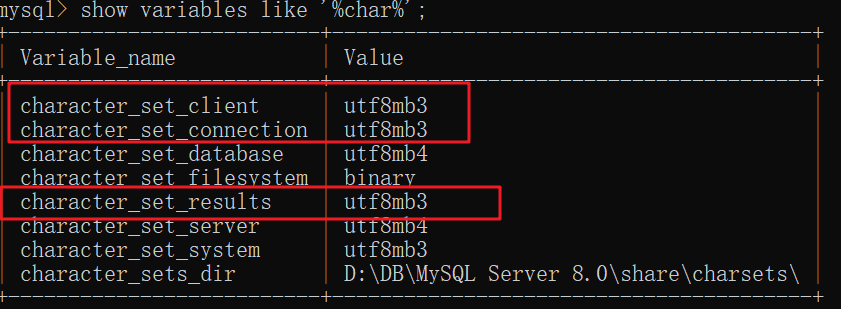 mysql> show variables like '%char%';
Variable_name | Value
character_set_client | utf8mb3
character_set_connection | utf8mb3
character_set_database | utf8mb4
character_set_filesystem | binary
character_set_results | utf8mb3
character_set_server | utf8mb4
character_set_system | utf8mb3
character_sets_dir | D:\DB\MySQL Server 8.0\share\charsets\